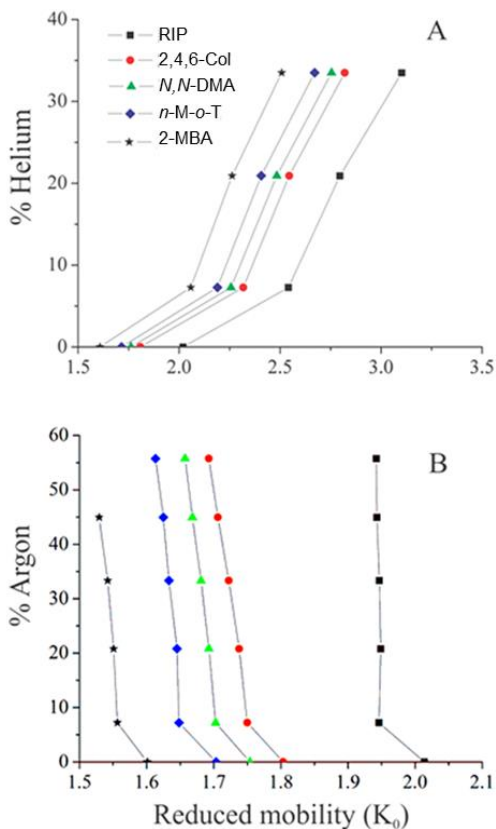 40
A
RIP
2,4,6-Col
N,N-DMA
n-M-o-T
2-MBA
30
20
10
0
% Helium
1.5 2.0 2.5 3.0 3.5
60
B
50
40
30
20
10
0
% Argon
1.5 1.6 1.7 1.8 1.9 2.0 2.1
Reduced mobility (K₀)